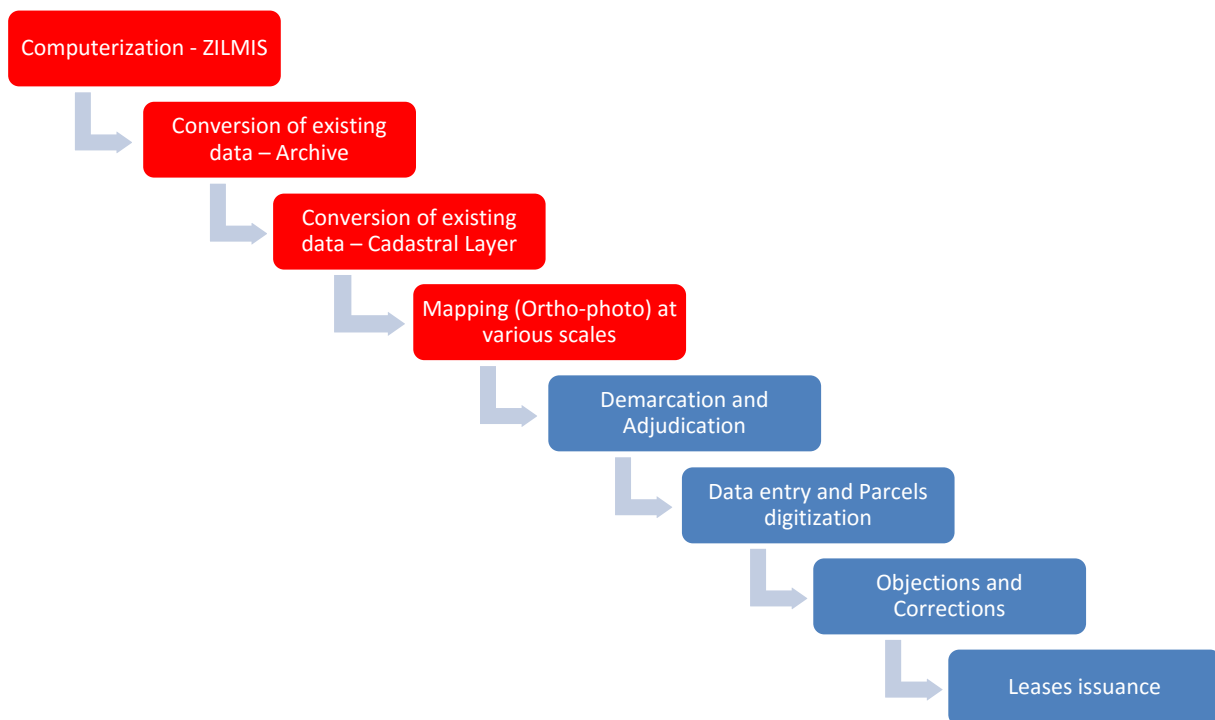 Computerization - ZILMIS
Conversion of existing
data – Archive
Conversion of existing
data – Cadastral Layer
Mapping (Ortho-photo) at
various scales
Demarcation and
Adjudication
Data entry and Parcels
digitization
Objections and
Corrections
Leases issuance